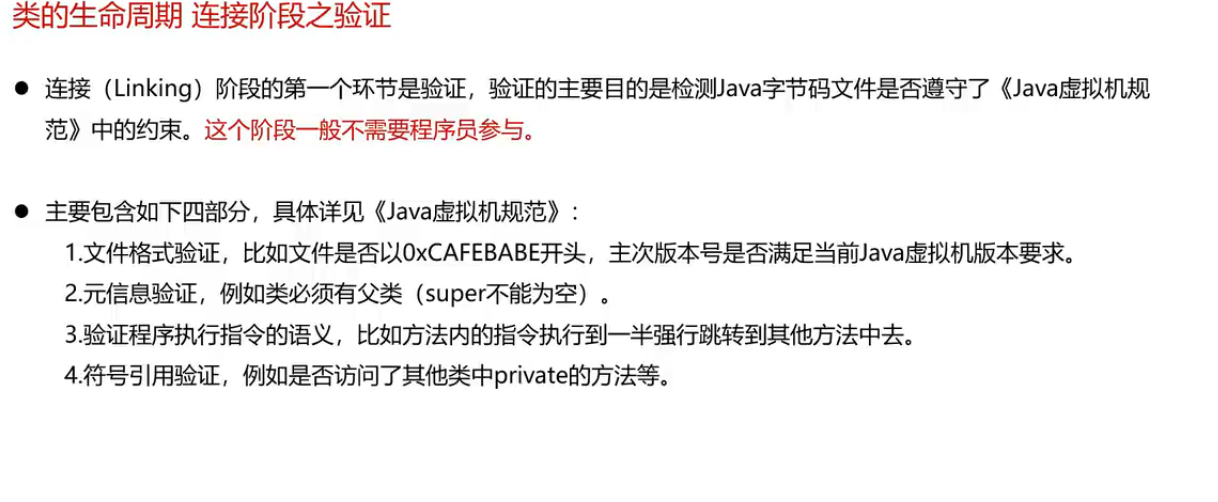 类的生命周期 连接阶段之验证
● 连接（Linking）阶段的第一个环节是验证，验证的主要目的是检测Java字节码文件是否遵守了《Java虚拟机规
范》中的约束。这个阶段一般不需要程序员参与。
● 主要包含如下四部分，具体详见《Java虚拟机规范》：
1.文件格式验证，比如文件是否以0xCAFEBABE开头，主次版本号是否满足当前Java虚拟机版本要求。
2.元信息验证，例如类必须有父类（super不能为空）。
3.验证程序执行指令的语义，比如方法内的指令执行到一半强行跳转到其他方法中去。
4.符号引用验证，例如是否访问了其他类中private的方法等。